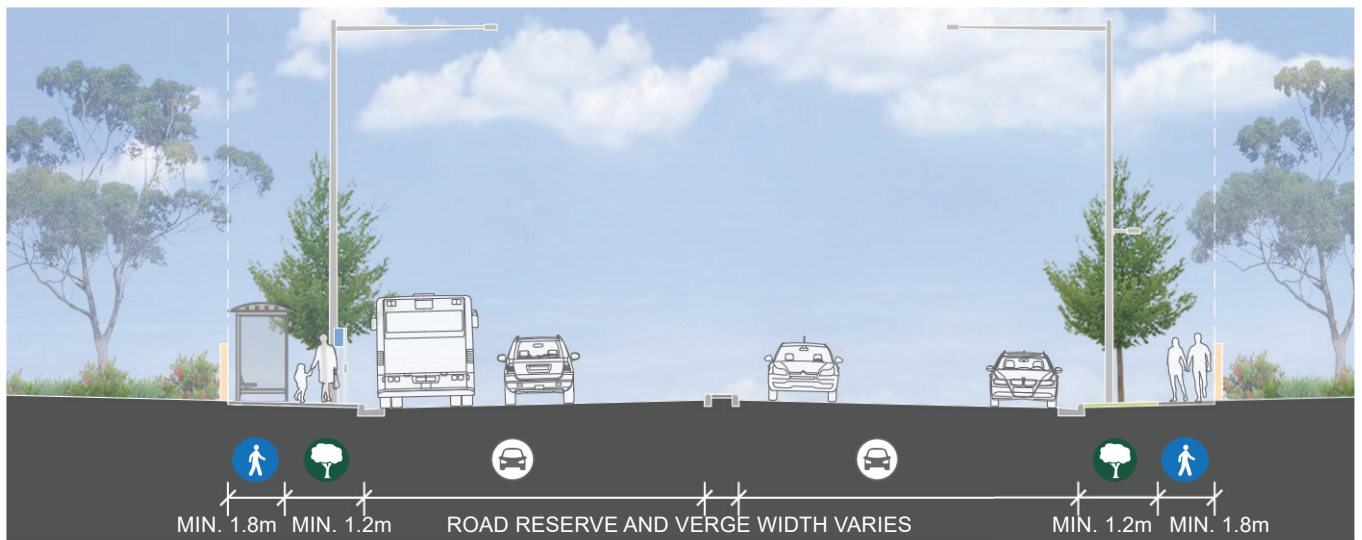 MIN. 1.8m MIN. 1.2m ROAD RESERVE AND VERGE WIDTH VARIES MIN. 1.2m MIN. 1.8m